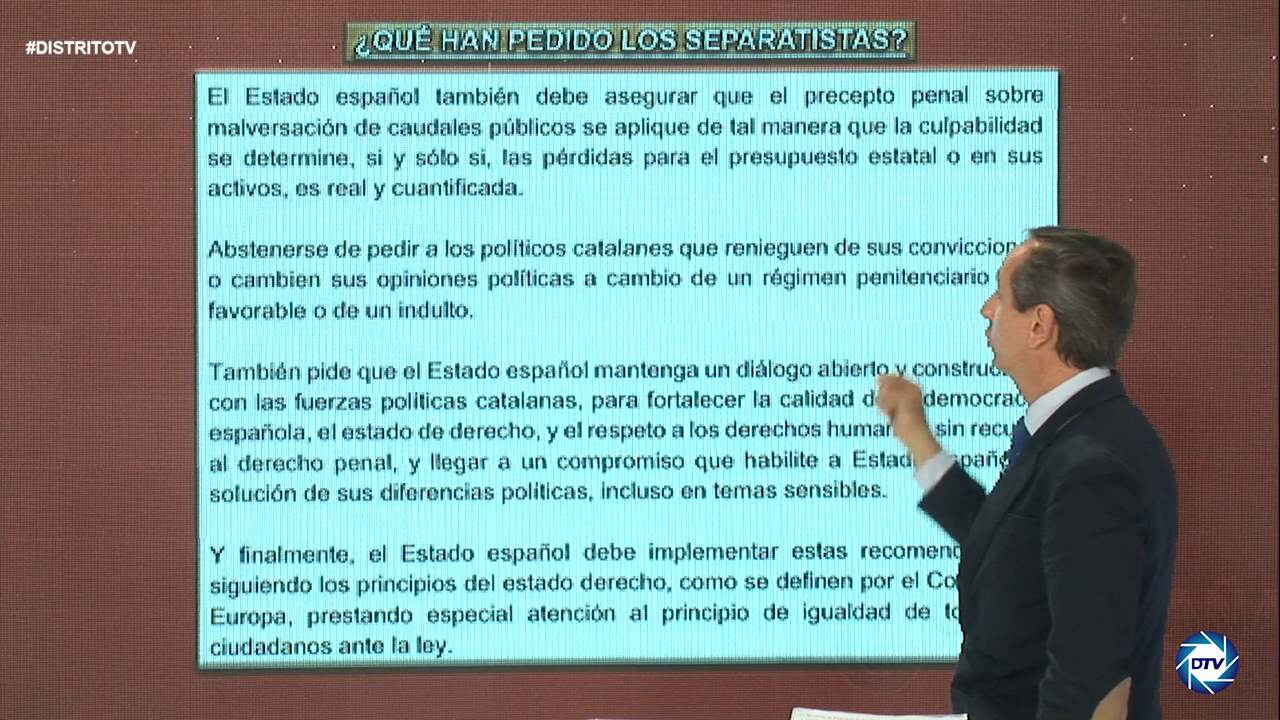 #DISTRITOTV
¿QUÉ HAN PEDIDO LOS SEPARATISTAS?
El Estado español también debe asegurar que el precepto penal sobre
malversación de caudales públicos se aplique de tal manera que la culpabilidad
se determine, si y sólo si, las pérdidas para el presupuesto estatal o en sus
activos, es real y cuantificada.
Abstenerse de pedir a los políticos catalanes que renieguen de sus
o cambien sus opiniones políticas a cambio de un régimen penitenciario
favorable o de un indulto.
También pide que el Estado español mantenga un diálogo abierto y
con las fuerzas políticas catalanas, para fortalecer la calidad
española, el estado de derecho, y el respeto a los derechos sin
al derecho penal, y llegar a un compromiso que habilite a
solución de sus diferencias políticas, incluso en temas sensibles.
Y finalmente, el Estado español debe implementar estas
siguiendo los principios del estado derecho, como se definen por el
Europa, prestando especial atención al principio de igualdad de
ciudadanos ante la ley.
DTV